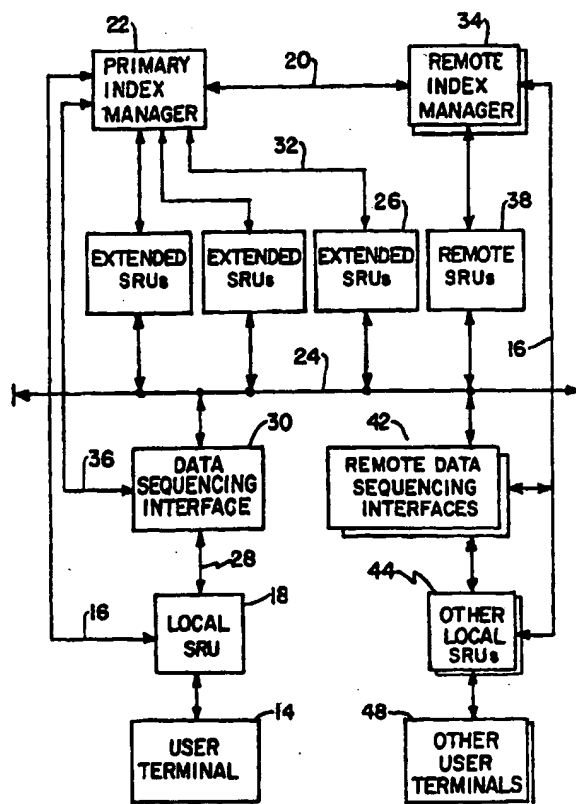 22
34
PRIMARY
INDEX
MANAGER
20
REMOTE
INDEX
MANAGER
32
26
38
EXTENDED
SRUs
EXTENDED
SRUs
EXTENDED
SRUs
REMOTE
SRUs
16
24
30
42
DATA
SEQUENCING
INTERFACE
REMOTE DATA
SEQUENCING
INTERFACES
36
28
18
44
16
LOCAL
SRU
OTHER
LOCAL
SRUs
14
48
USER
TERMINAL
OTHER
USER
TERMINALS